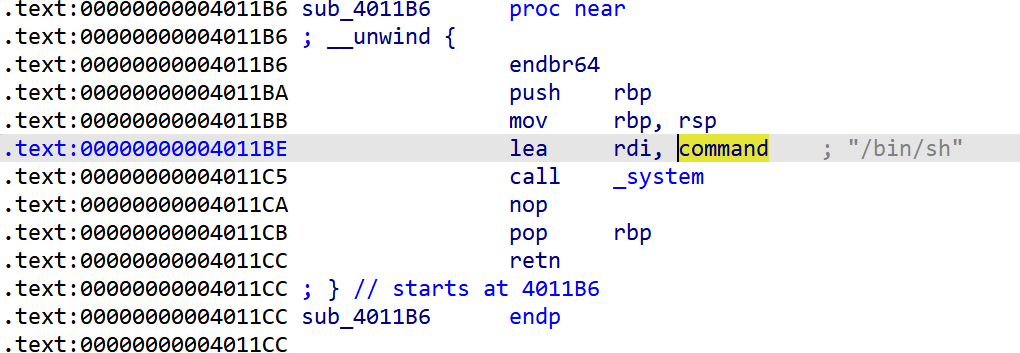 .text:00000000004011B6 sub_4011B6 proc near
.text:00000000004011B6 ; __unwind {
.text:00000000004011B6 endbr64
.text:00000000004011BA push rbp
.text:00000000004011BB mov rbp, rsp
.text:00000000004011BE lea rdi, command ; "/bin/sh"
.text:00000000004011C5 call _system
.text:00000000004011CA nop
.text:00000000004011CB pop rbp
.text:00000000004011CC retn
.text:00000000004011CC ; } // starts at 4011B6
.text:00000000004011CC sub_4011B6 endp
.text:00000000004011CC